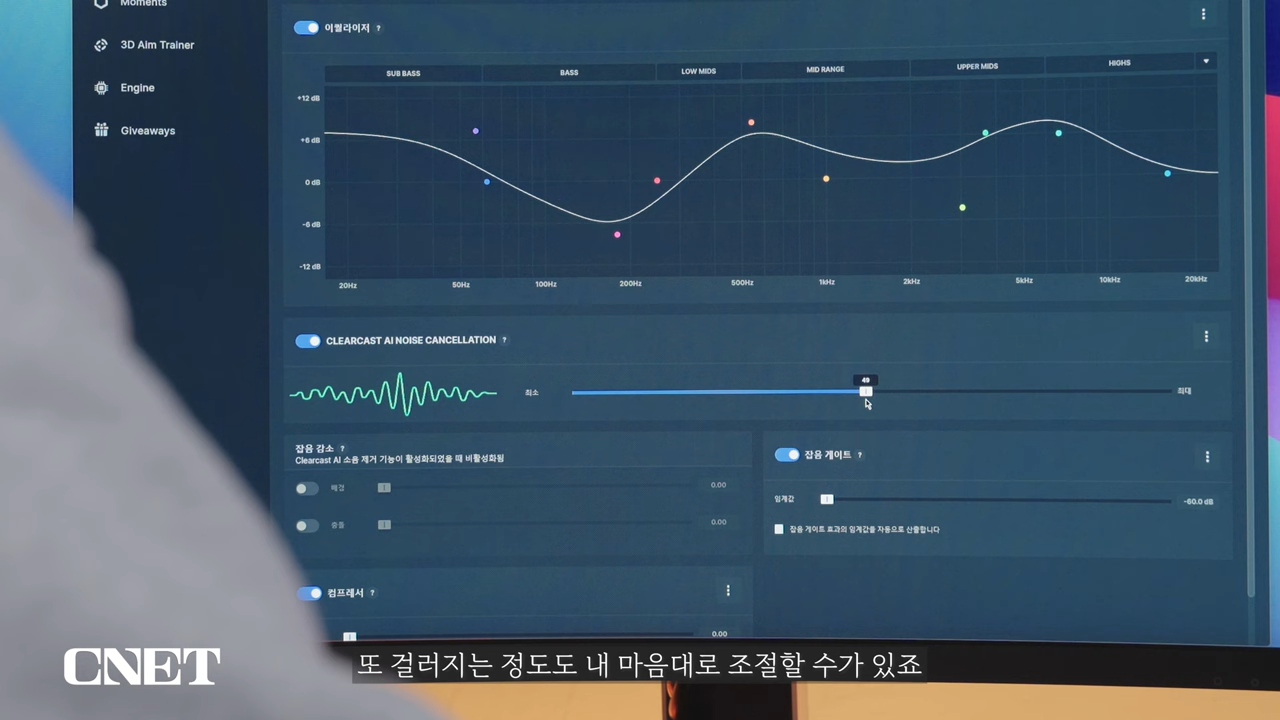 Moments
3D Aim Trainer
Engine
Giveaways
이퀄라이저 ?
SUB BASS
BASS
LOW MIDS
MID RANGE
UPPER MIDS
HIGHS
+12 dB
+6 dB
0 dB
-6 dB
-12 dB
20Hz
50Hz
100Hz
200Hz
500Hz
1kHz
2kHz
5kHz
10kHz
20kHz
CLEARCAST AI NOISE CANCELLATION ?
최소
49
최대
잡음 감소 ?
Clearcast AI 소음 제거 기능이 활성화되었을 때 비활성화됨
배경
0.00
충돌
0.00
잡음 게이트 ?
임계값
-60.0 dB
잡음 게이트 효과의 임계값을 자동으로 산출합니다
컴프레서 ?
0.00
CNET
또 걸러지는 정도도 내 마음대로 조절할 수가 있죠